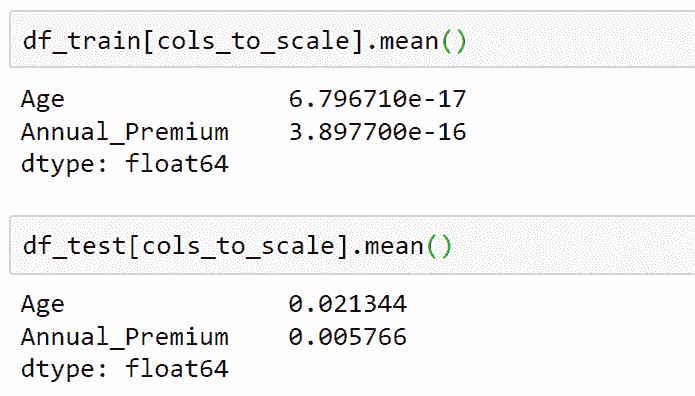 df_train[cols_to_scale].mean()
Age 6.796710e-17
Annual_Premium 3.897700e-16
dtype: float64
df_test[cols_to_scale].mean()
Age 0.021344
Annual_Premium 0.005766
dtype: float64